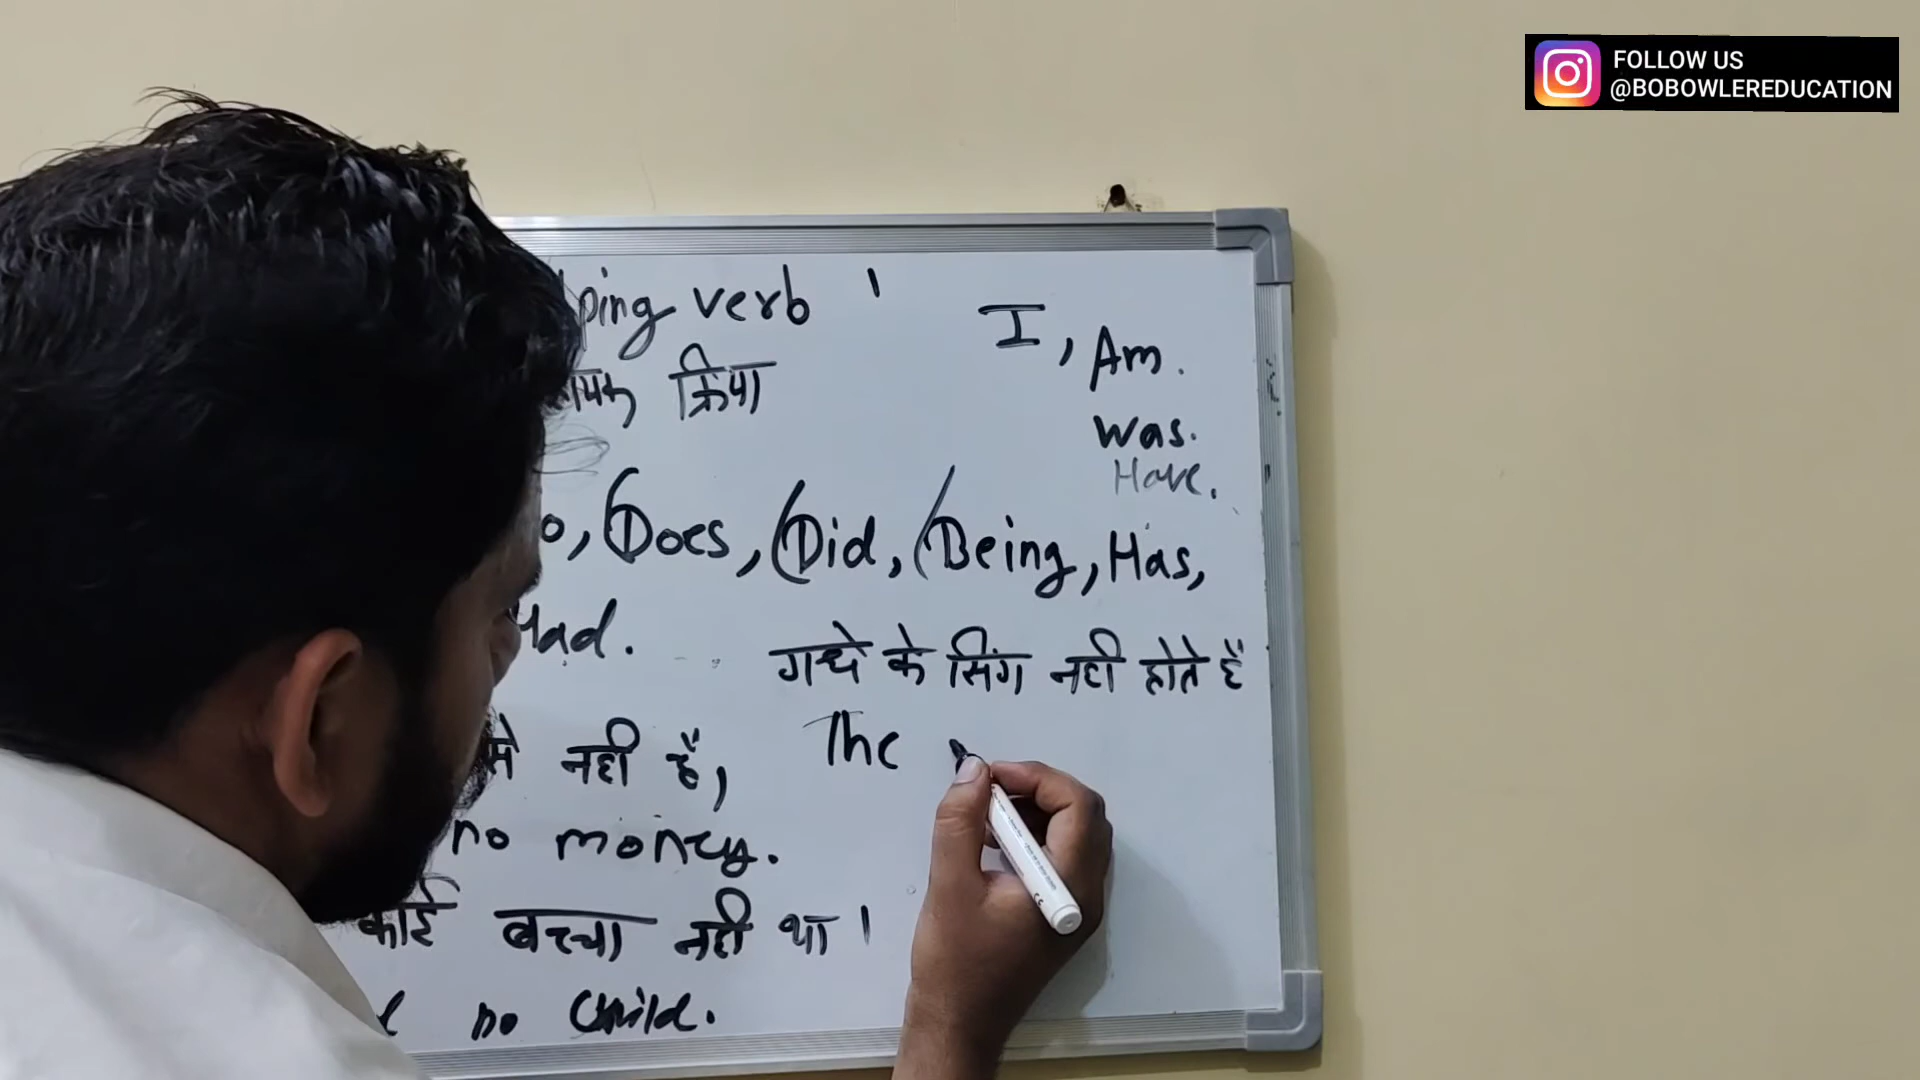 FOLLOW US
@BOBOWLEREDUCATION
ping verb '
I, Am.
क्रिया
was.
Have.
o, Does, Did, Being, Has,
Had.
गधे के सिंग नही होते हैं
से नही हैं,
The
no money.
कोई बच्चा नही था।
no child.